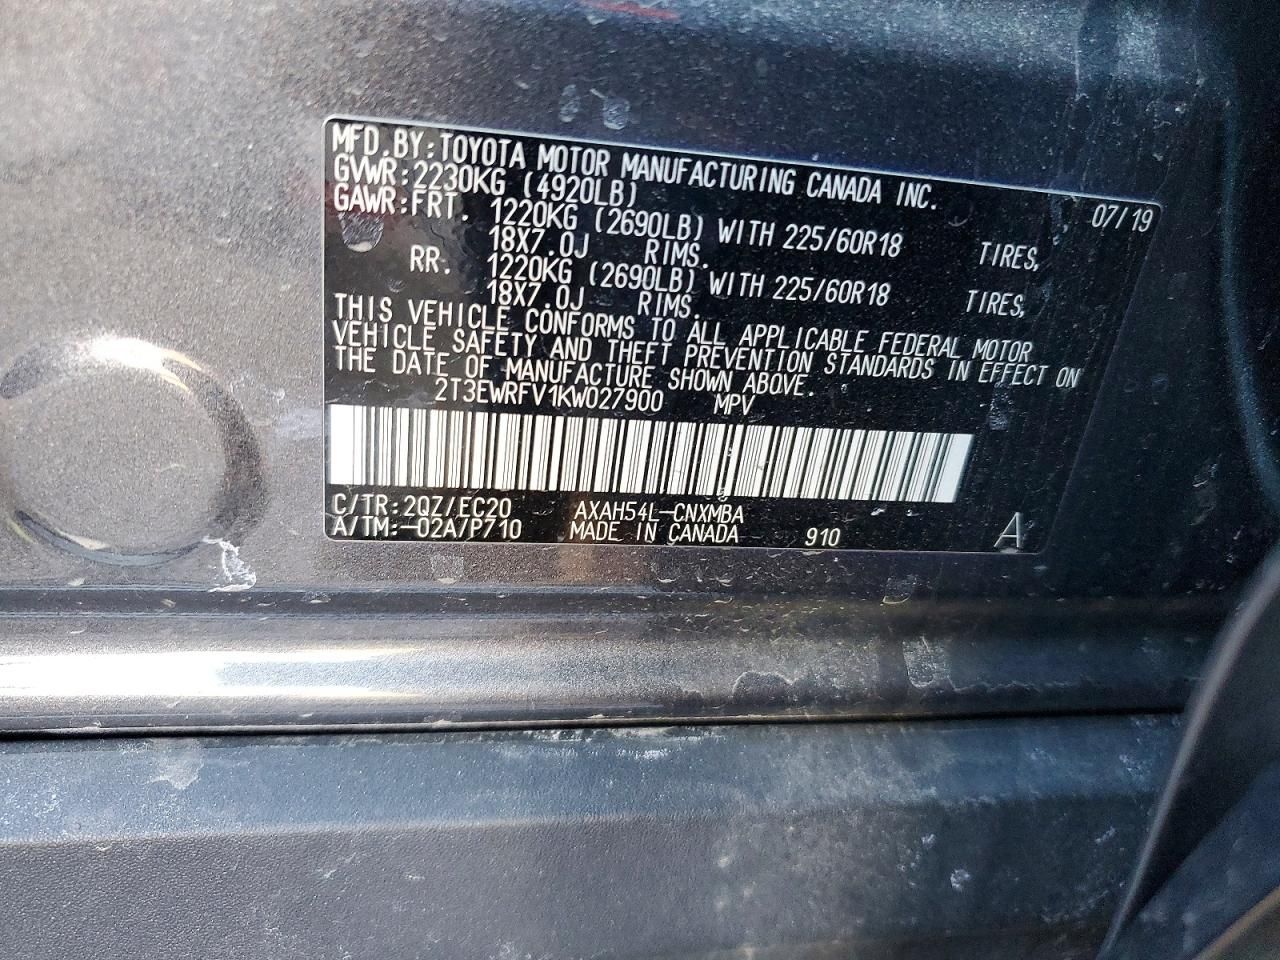 MFD. BY: TOYOTA MOTOR MANUFACTURING CANADA INC. 07/19
GVWR: 2230KG (4920LB)
GAWR: FRT. 1220KG (2690LB) WITH 225/60R18 TIRES,
18X7.0J RIMS.
RR. 1220KG (2690LB) WITH 225/60R18 TIRES,
18X7.0J RIMS.
THIS VEHICLE CONFORMS TO ALL APPLICABLE FEDERAL MOTOR
VEHICLE SAFETY AND THEFT PREVENTION STANDARDS IN EFFECT ON
THE DATE OF MANUFACTURE SHOWN ABOVE.
2T3EWRFV1KW027900 MPV
C/TR: 2QZ/EC20 AXAH54L-CNXMBA
A/TM: -02A/P710 MADE IN CANADA 910 A